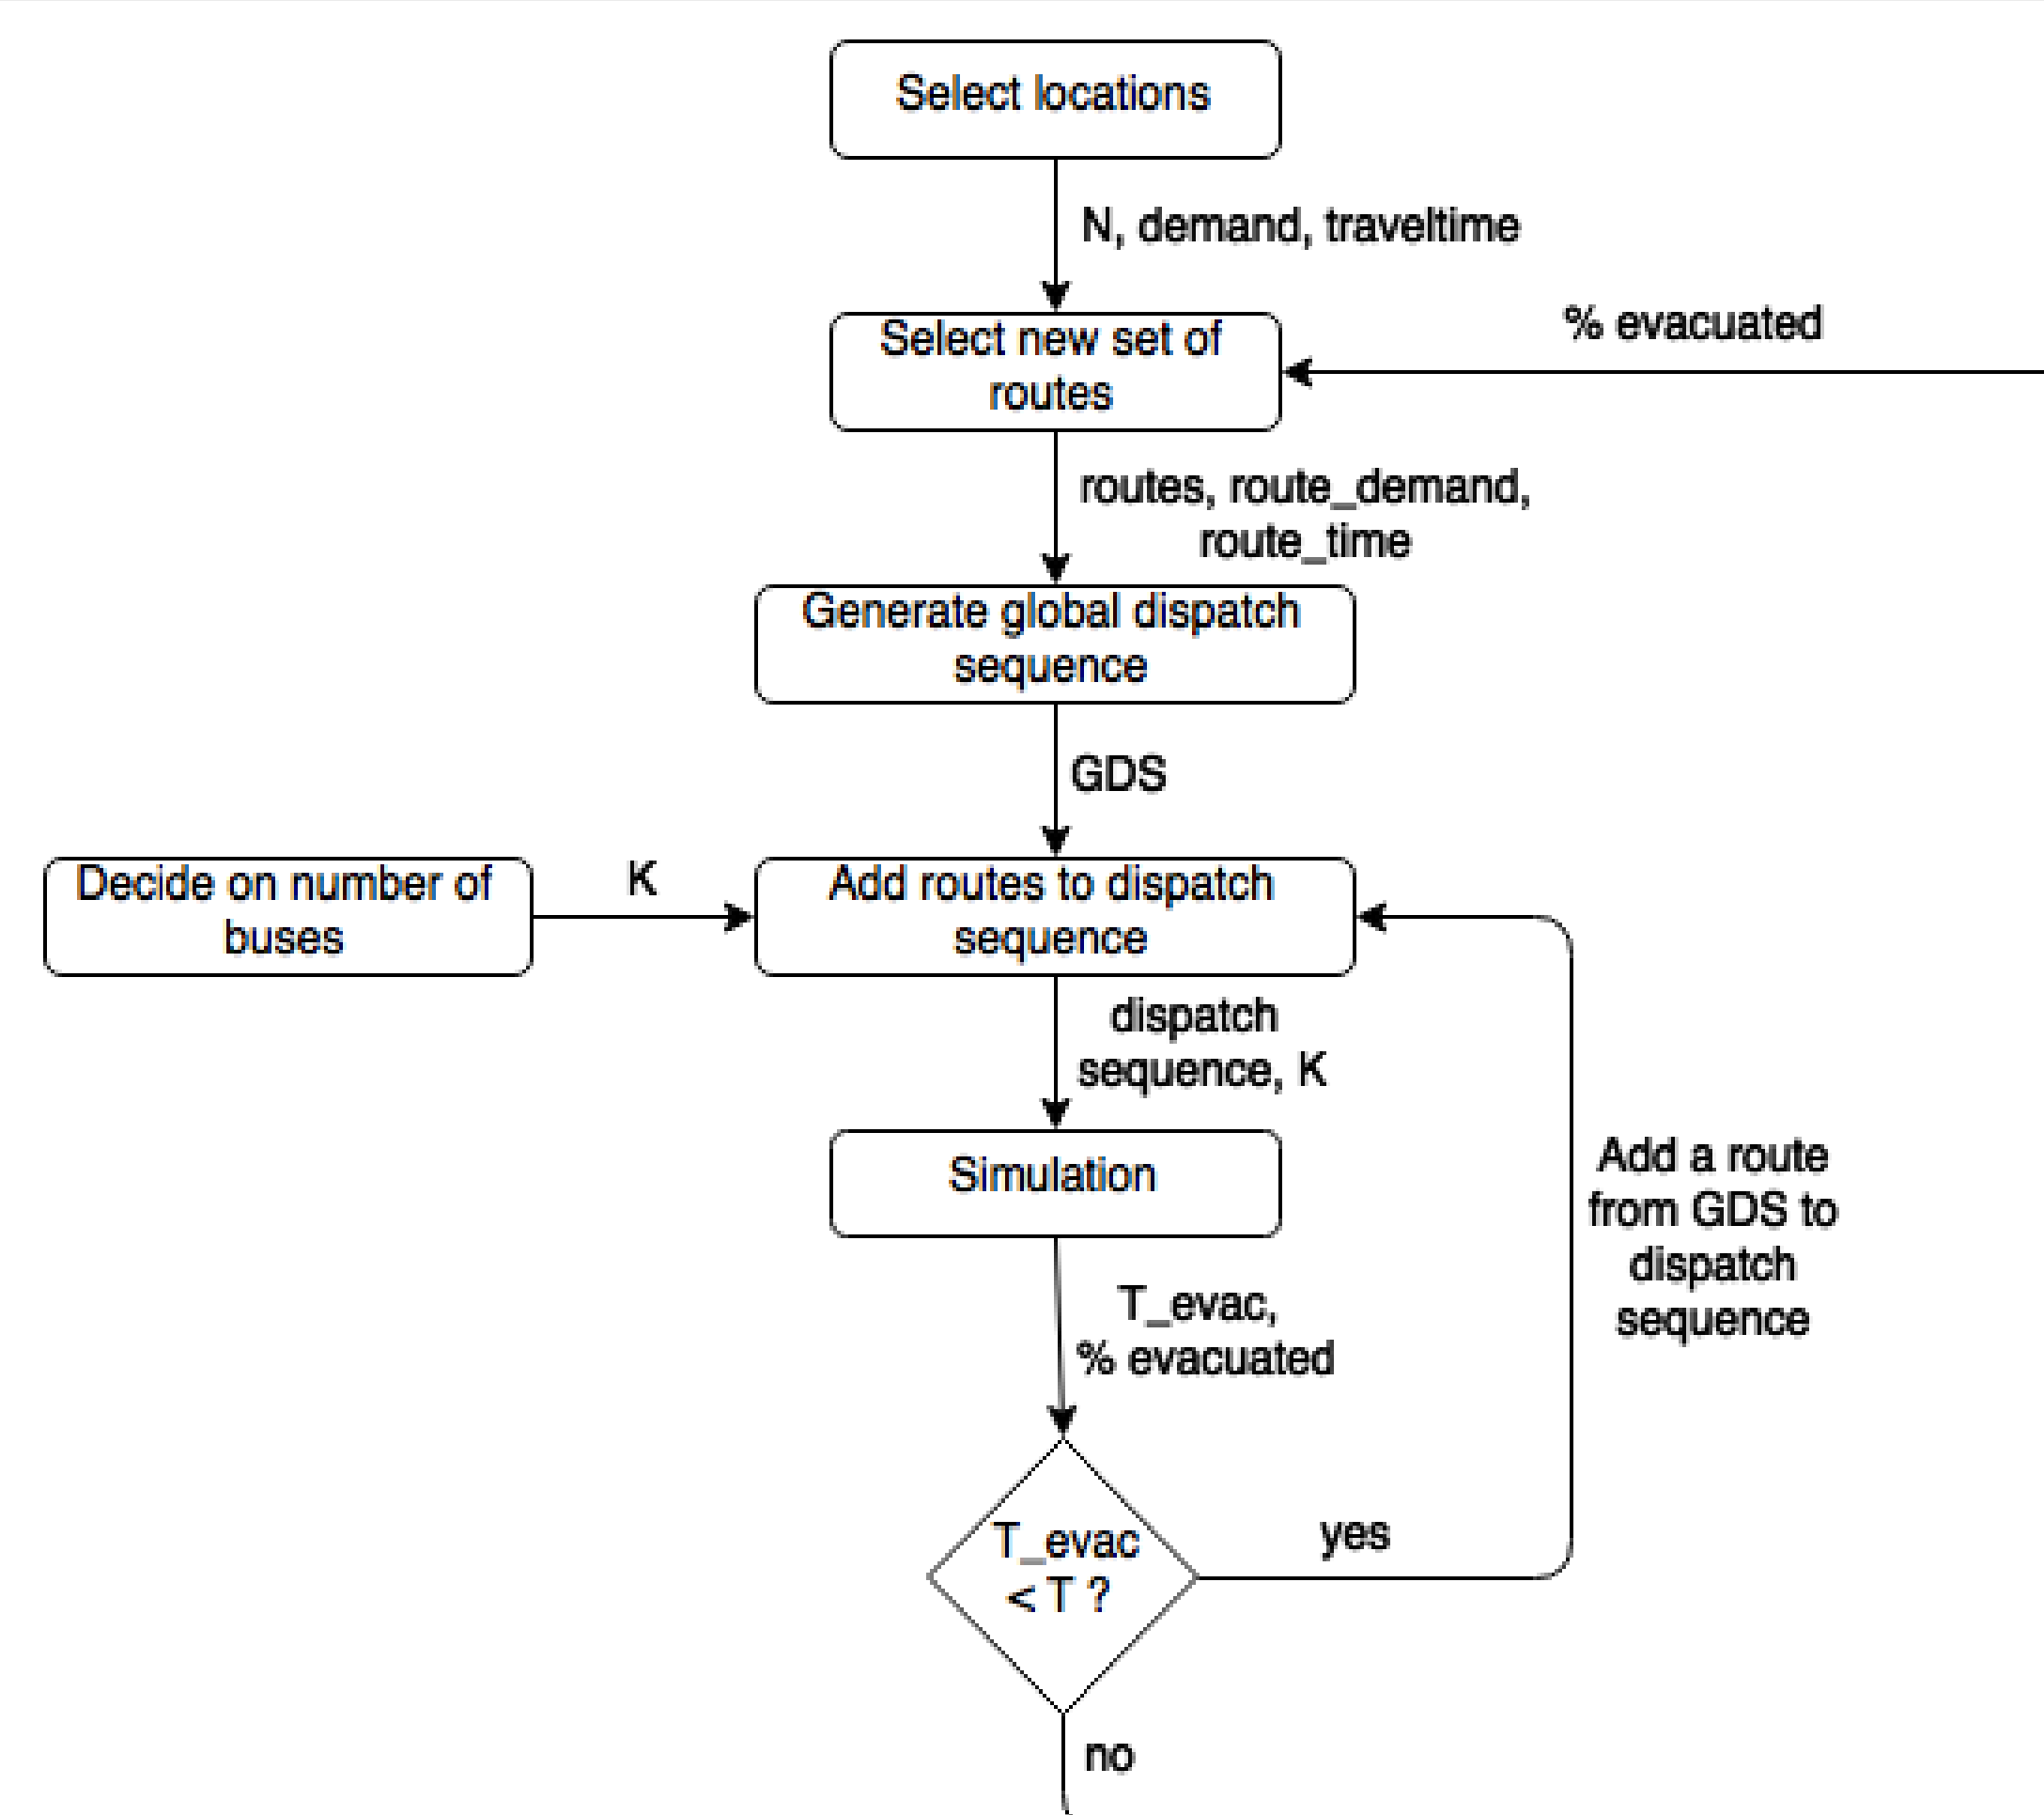 Select locations
N, demand, traveltime
Select new set of
routes
% evacuated
routes, route_demand,
route_time
Generate global dispatch
sequence
GDS
Decide on number of
buses
K
Add routes to dispatch
sequence
dispatch
sequence, K
Simulation
Add a route
from GDS to
dispatch
sequence
T_evac,
% evacuated
T_evac
< T ?
yes
no